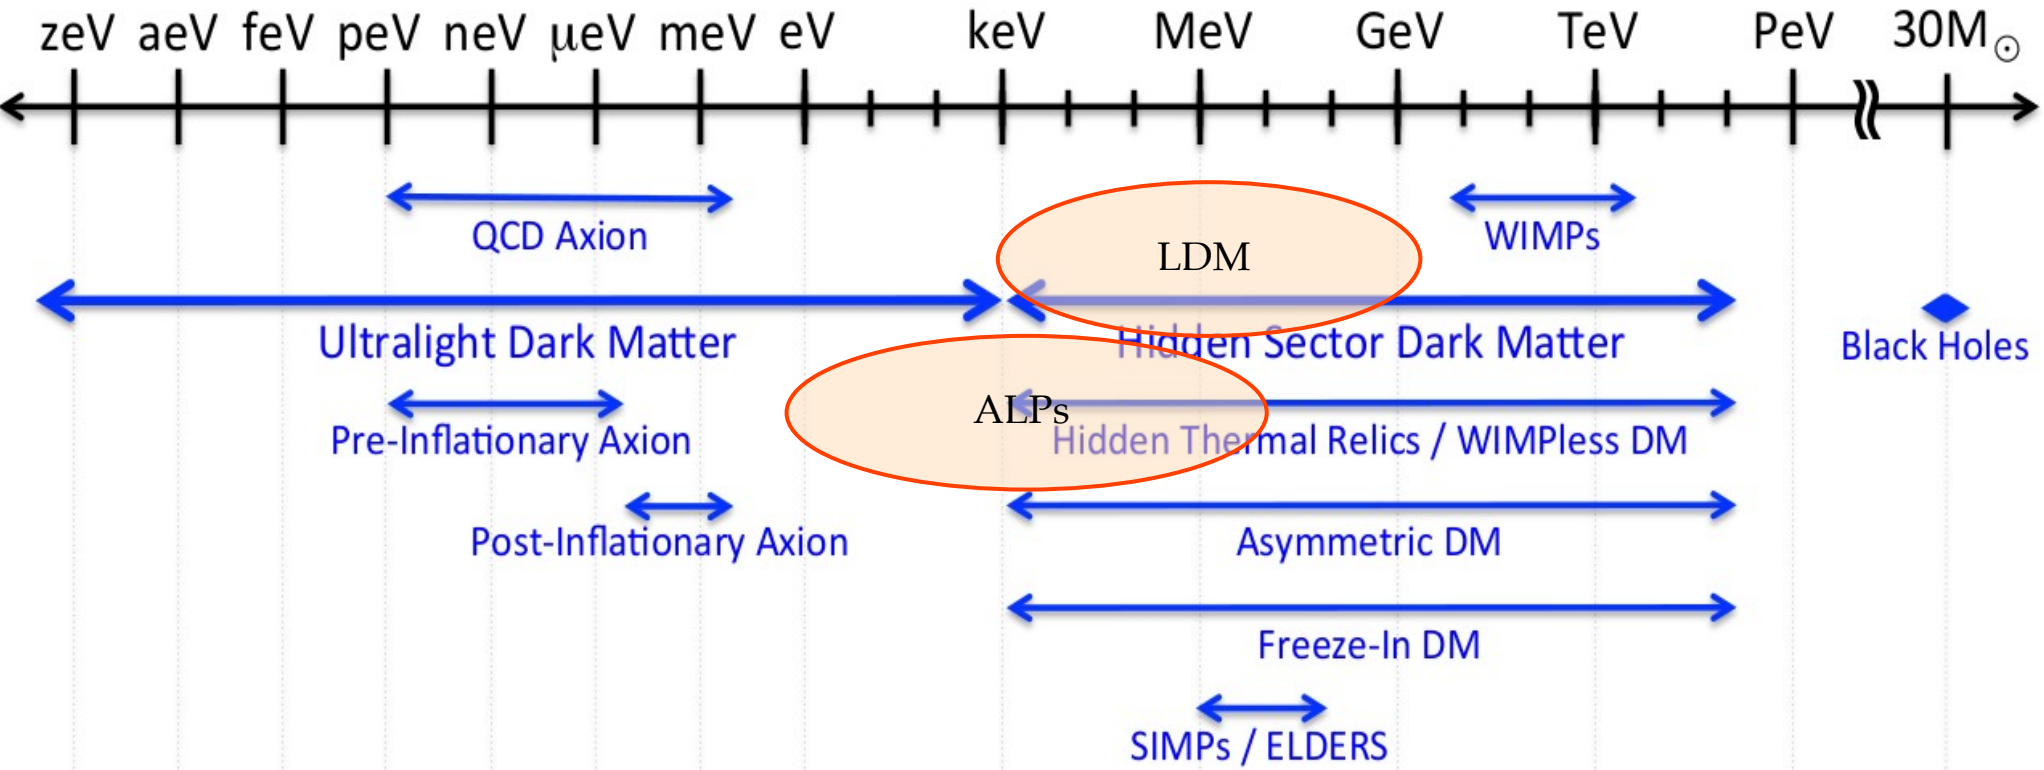 zeV aeV feV peV neV μeV meV eV keV MeV GeV TeV PeV 30M☉
QCD Axion
LDM
WIMPs
Ultralight Dark Matter
Hidden Sector Dark Matter
Black Holes
ALPs
Pre-Inflationary Axion
Hidden Thermal Relics / WIMPless DM
Post-Inflationary Axion
Asymmetric DM
Freeze-In DM
SIMPs / ELDERS